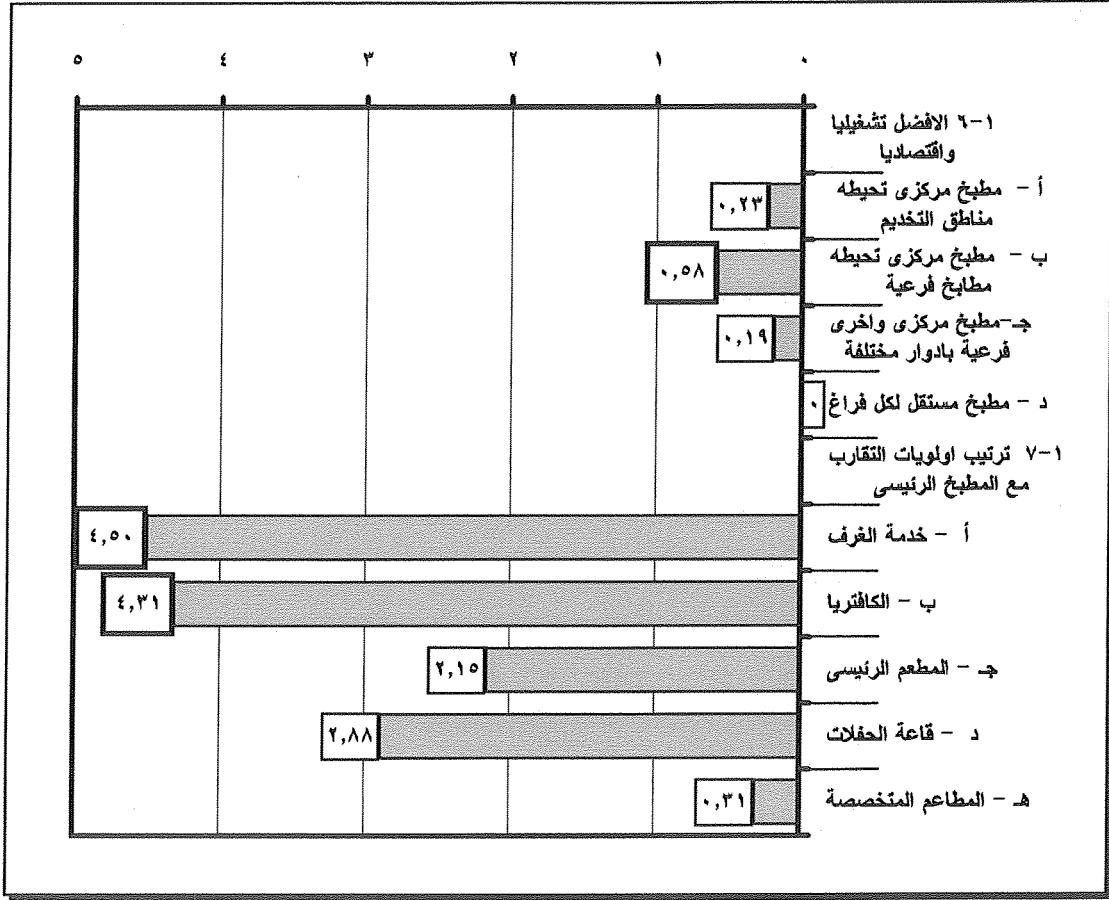 ٠ ١ ٢ ٣ ٤ ٥
١-٦ الافضل تشغيليا
واقتصاديا
أ - مطبخ مركزى تحيطه
مناطق التخديم
٠,٢٣
ب - مطبخ مركزى تحيطه
مطابخ فرعية
٠,٥٨
جـ-مطبخ مركزى واخرى
فرعية بادوار مختلفة
٠,١٩
د - مطبخ مستقل لكل فراغ
٠
١-٧ ترتيب اولويات التقارب
مع المطبخ الرئيسى
أ - خدمة الغرف
٤,٥٠
ب - الكافتريا
٤,٣١
جـ - المطعم الرئيسى
٢,١٥
د - قاعة الحفلات
٢,٨٨
هـ - المطاعم المتخصصة
٠,٣١